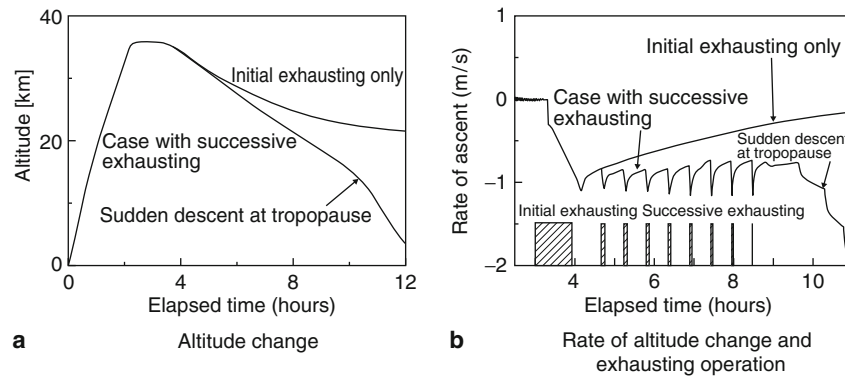 40
20
0
0
4
8
12
Altitude [km]
Elapsed time (hours)
Initial exhausting only
Case with successive
exhausting
Sudden descent at tropopause
a
Altitude change
1
0
−1
−2
4
6
8
10
Rate of ascent (m/s)
Elapsed time (hours)
Initial exhausting only
Case with successive
exhausting
Sudden descent
at tropopause
Initial exhausting
Successive exhausting
b
Rate of altitude change and
exhausting operation